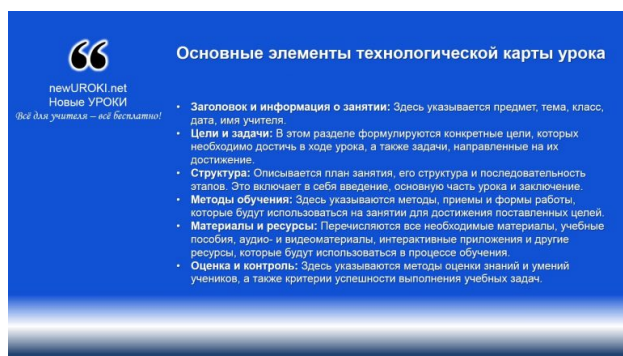 Основные элементы технологической карты урока
newUROKI.net
Новые УРОКИ
Всё для учителя – всё бесплатно!
• Заголовок и информация о занятии: Здесь указывается предмет, тема, класс,
дата, имя учителя.
• Цели и задачи: В этом разделе формулируются конкретные цели, которых
необходимо достичь в ходе урока, а также задачи, направленные на их
достижение.
• Структура: Описывается план занятия, его структура и последовательность
этапов. Это включает в себя введение, основную часть урока и заключение.
• Методы обучения: Здесь указываются методы, приемы и формы работы,
которые будут использоваться на занятии для достижения поставленных целей.
• Материалы и ресурсы: Перечисляются все необходимые материалы, учебные
пособия, аудио- и видеоматериалы, интерактивные приложения и другие
ресурсы, которые будут использоваться в процессе обучения.
• Оценка и контроль: Здесь указываются методы оценки знаний и умений
учеников, а также критерии успешности выполнения учебных задач.